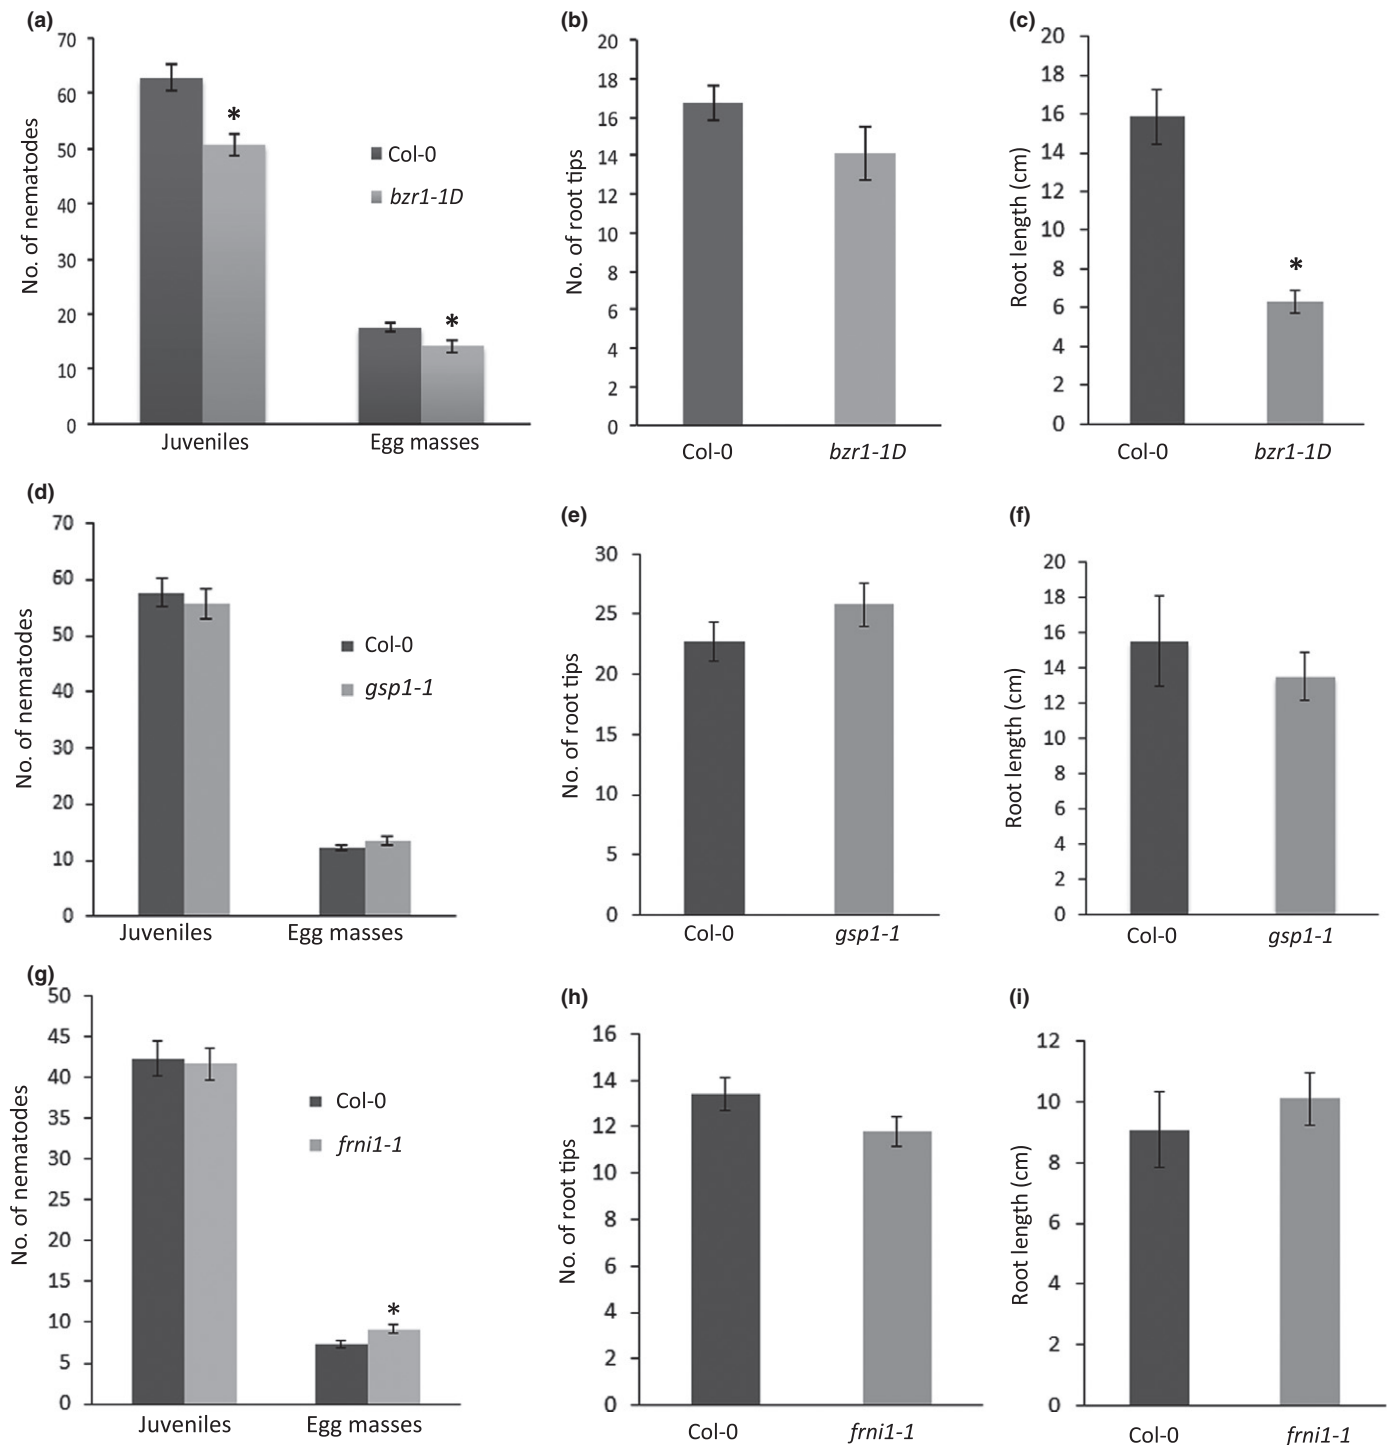 (a)
70
60
50
40
30
20
10
0
No. of nematodes
*
*
Col-0
bzr1-1D
Juveniles Egg masses
(b)
20
18
16
14
12
10
8
6
4
2
0
No. of root tips
Col-0 bzr1-1D
(c)
20
18
16
14
12
10
8
6
4
2
0
Root length (cm)
*
Col-0 bzr1-1D
(d)
70
60
50
40
30
20
10
0
No. of nematodes
Col-0
gsp1-1
Juveniles Egg masses
(e)
30
25
20
15
10
5
0
No. of root tips
Col-0 gsp1-1
(f)
20
18
16
14
12
10
8
6
4
2
0
Root length (cm)
Col-0 gsp1-1
(g)
50
45
40
35
30
25
20
15
10
5
0
No. of nematodes
Col-0
frni1-1
*
Juveniles Egg masses
(h)
16
14
12
10
8
6
4
2
0
No. of root tips
Col-0 frni1-1
(i)
12
10
8
6
4
2
0
Root length (cm)
Col-0 frni1-1